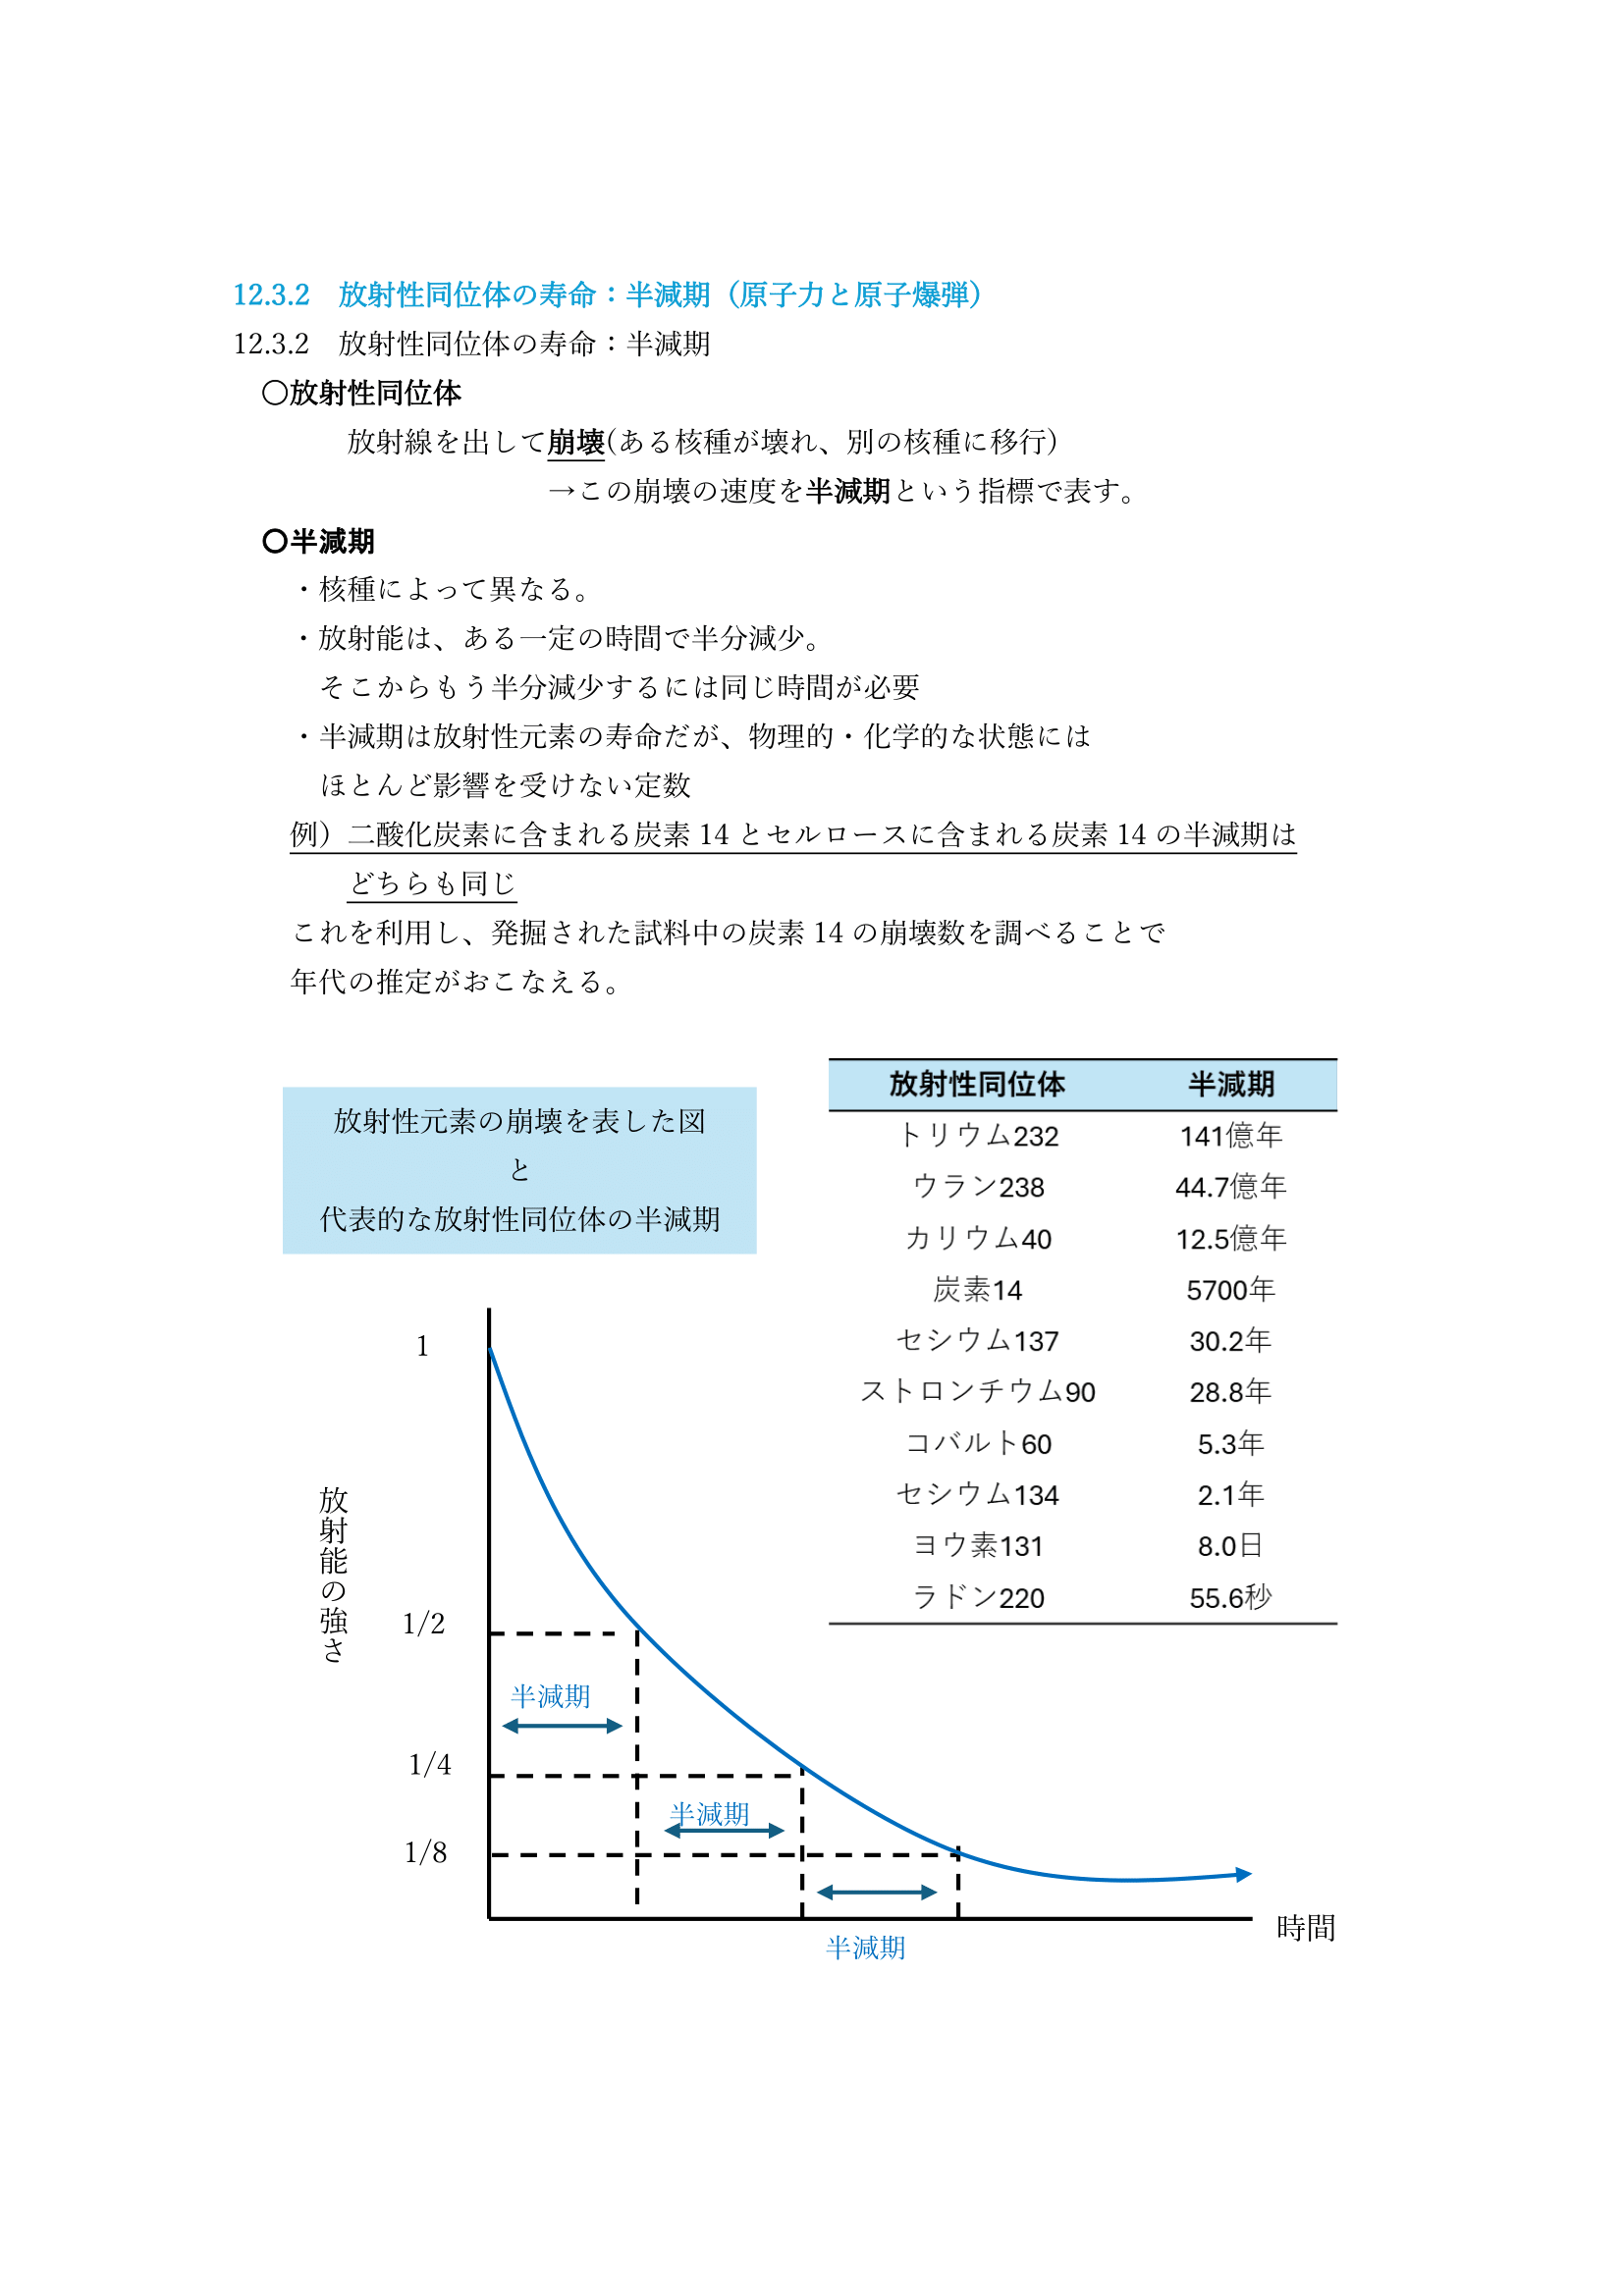 12.3.2　放射性同位体の寿命：半減期（原子力と原子爆弾）
12.3.2　放射性同位体の寿命：半減期
〇放射性同位体
放射線を出して崩壊(ある核種が壊れ、別の核種に移行)
→この崩壊の速度を半減期という指標で表す。
〇半減期
・核種によって異なる。
・放射能は、ある一定の時間で半分減少。
そこからもう半分減少するには同じ時間が必要
・半減期は放射性元素の寿命だが、物理的・化学的な状態には
ほとんど影響を受けない定数
例）二酸化炭素に含まれる炭素 14 とセルロースに含まれる炭素 14 の半減期は
どちらも同じ
これを利用し、発掘された試料中の炭素 14 の崩壊数を調べることで
年代の推定がおこなえる。
放射性元素の崩壊を表した図
と
代表的な放射性同位体の半減期
放射性同位体　半減期
トリウム232　141億年
ウラン238　44.7億年
カリウム40　12.5億年
炭素14　5700年
セシウム137　30.2年
ストロンチウム90　28.8年
コバルト60　5.3年
セシウム134　2.1年
ヨウ素131　8.0日
ラドン220　55.6秒
放射能の強さ
1
1/2
半減期
1/4
半減期
1/8
時間
半減期